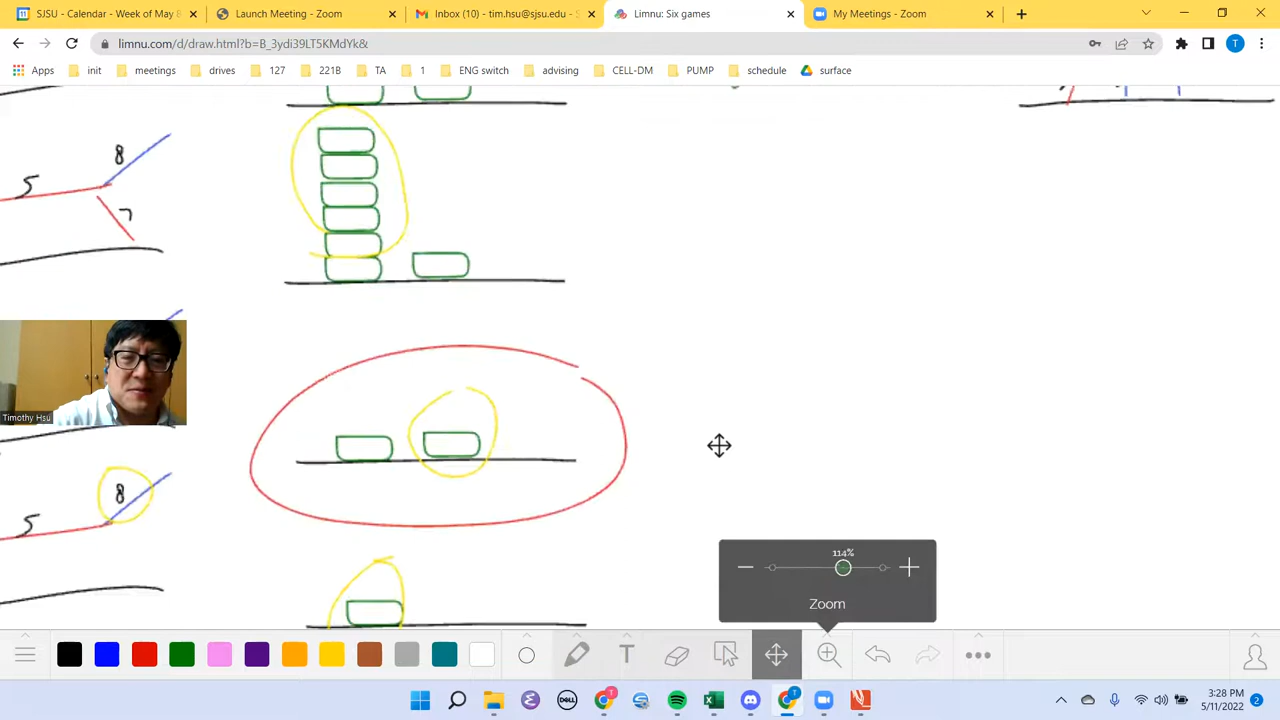 SJSU - Calendar - Week of May 8
Launch Meeting - Zoom
Inbox (10) - tim.hsu@sjsu.edu - S
Limnu: Six games
My Meetings - Zoom
limnu.com/d/draw.html?b=B_3ydi39LT5KMdYk&
Apps
init
meetings
drives
127
221B
TA
1
ENG switch
advising
CELL-DM
PUMP
schedule
surface
T
8
5
7
Timothy Hsu
8
5
114%
Zoom
T
3:28 PM
5/11/2022
2